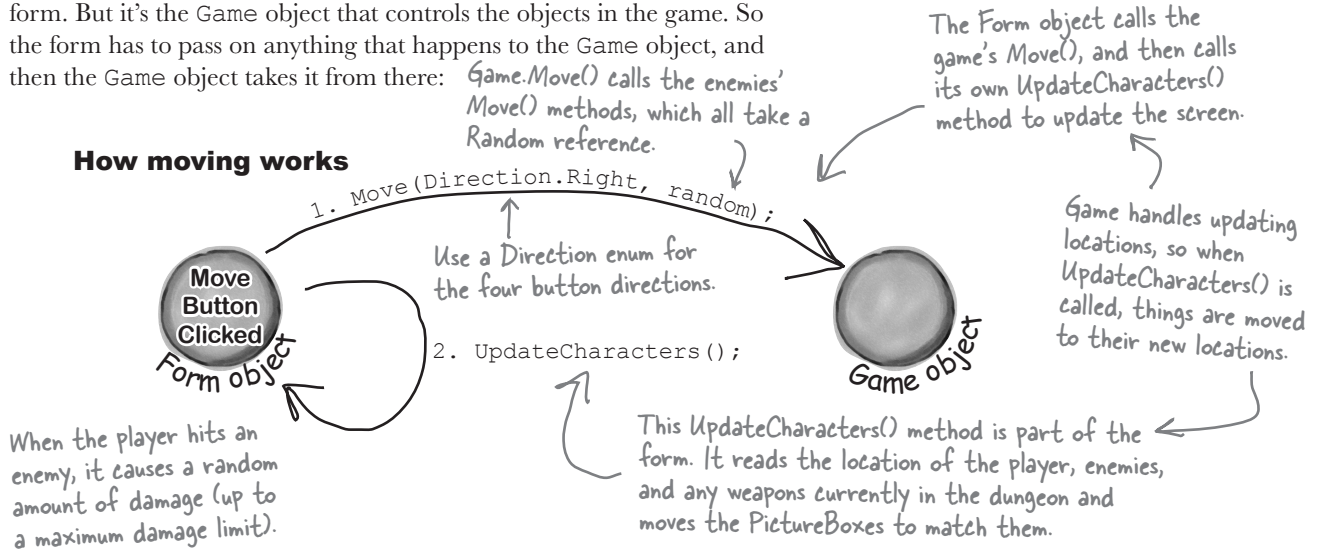 form. But it's the Game object that controls the objects in the game. So
the form has to pass on anything that happens to the Game object, and
then the Game object takes it from there:
Game.Move() calls the enemies'
Move() methods, which all take a
Random reference.
The Form object calls the
game's Move(), and then calls
its own UpdateCharacters()
method to update the screen.
How moving works
1. Move(Direction.Right, random);
Use a Direction enum for
the four button directions.
Game handles updating
locations, so when
UpdateCharacters() is
called, things are moved
to their new locations.
Move
Button
Clicked
Form object
2. UpdateCharacters();
Game object
When the player hits an
enemy, it causes a random
amount of damage (up to
a maximum damage limit).
This UpdateCharacters() method is part of the
form. It reads the location of the player, enemies,
and any weapons currently in the dungeon and
moves the PictureBoxes to match them.